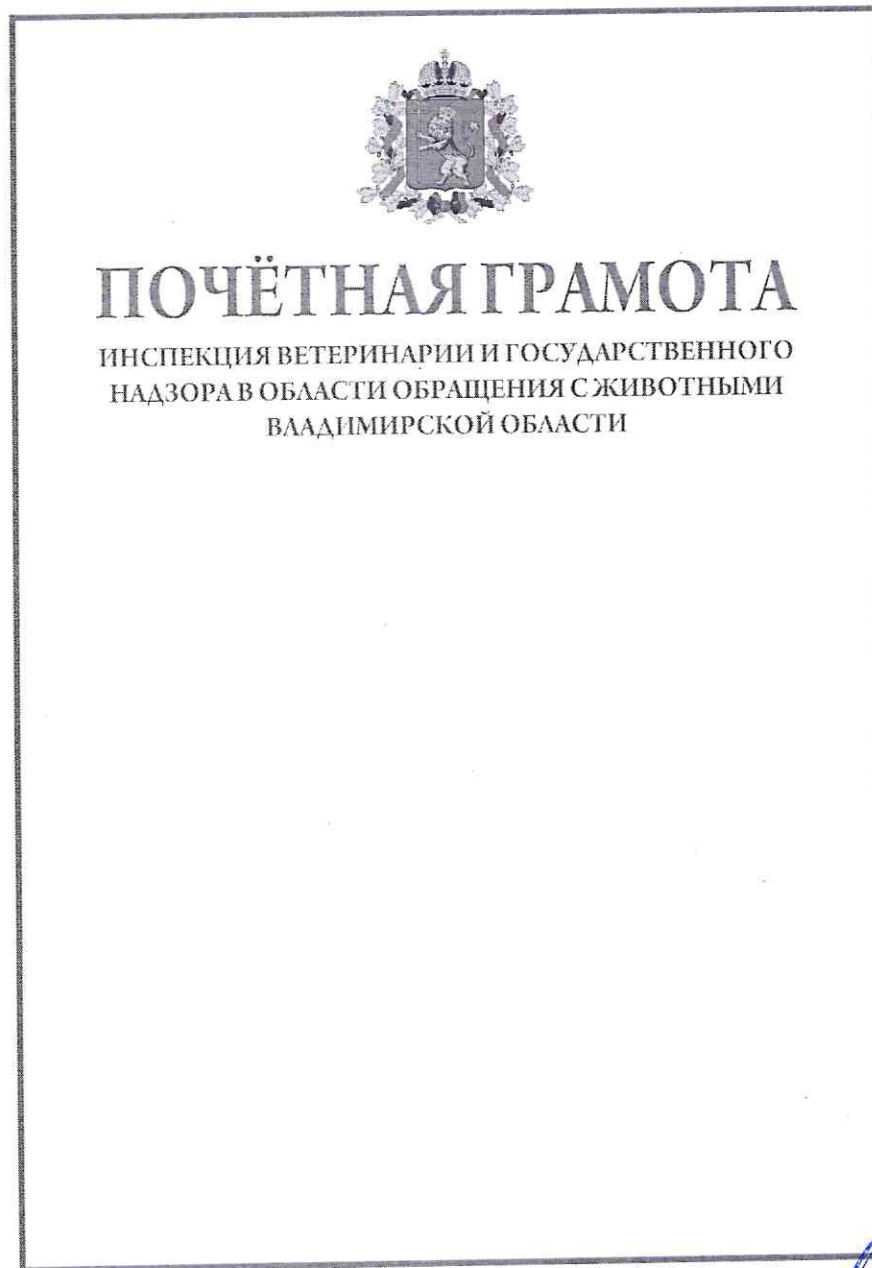 ПОЧЁТНАЯ ГРАМОТА
ИНСПЕКЦИЯ ВЕТЕРИНАРИИ И ГОСУДАРСТВЕННОГО
НАДЗОРА В ОБЛАСТИ ОБРАЩЕНИЯ С ЖИВОТНЫМИ
ВЛАДИМИРСКОЙ ОБЛАСТИ